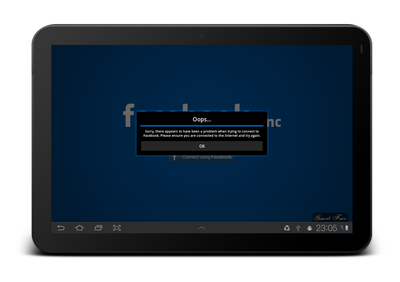 Oops...
Sorry, there appears to have been a problem when trying to connect to
Facebook. Please ensure you are connected to the Internet and try again.
OK
Connect using Facebook
23:05